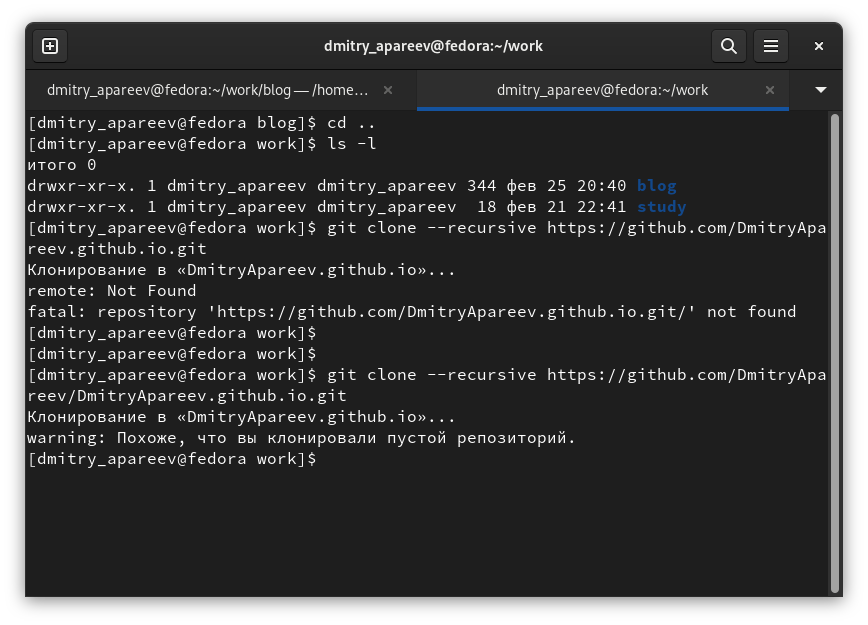 dmitry_apareev@fedora:~/work
dmitry_apareev@fedora:~/work/blog — /home...
dmitry_apareev@fedora:~/work
[dmitry_apareev@fedora blog]$ cd ..
[dmitry_apareev@fedora work]$ ls -l
итого 0
drwxr-xr-x. 1 dmitry_apareev dmitry_apareev 344 фев 25 20:40 blog
drwxr-xr-x. 1 dmitry_apareev dmitry_apareev  18 фев 21 22:41 study
[dmitry_apareev@fedora work]$ git clone --recursive https://github.com/DmitryApa
reev.github.io.git
Клонирование в «DmitryApareev.github.io»...
remote: Not Found
fatal: repository 'https://github.com/DmitryApareev.github.io.git/' not found
[dmitry_apareev@fedora work]$
[dmitry_apareev@fedora work]$
[dmitry_apareev@fedora work]$ git clone --recursive https://github.com/DmitryApa
reev/DmitryApareev.github.io.git
Клонирование в «DmitryApareev.github.io»...
warning: Похоже, что вы клонировали пустой репозиторий.
[dmitry_apareev@fedora work]$